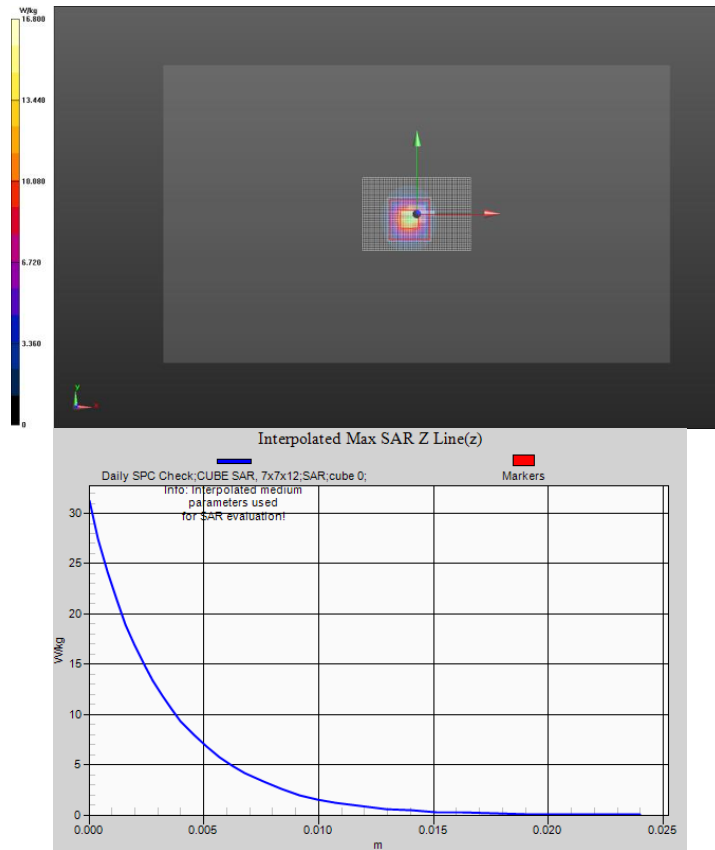 W/kg
16.800
13.440
10.080
6.720
3.360
0
y
x
Interpolated Max SAR Z Line(z)
Daily SPC Check;CUBE SAR, 7x7x12;SAR;cube 0;
Markers
Info: Interpolated medium
parameters used
for SAR evaluation!
30
25
20
15
10
5
0
W/kg
0.000
0.005
0.010
0.015
0.020
0.025
m